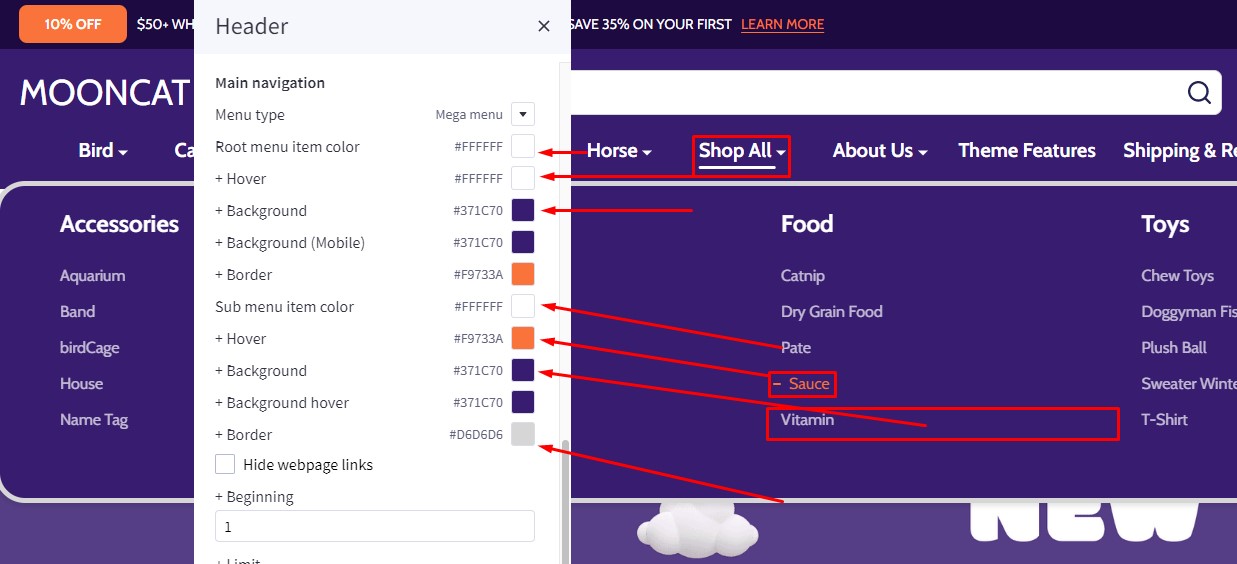 10% OFF
$50+ WH
SAVE 35% ON YOUR FIRST
LEARN MORE
MOONCAT
Bird
Ca
Horse
Shop All
About Us
Theme Features
Shipping & Re
Header
Main navigation
Menu type
Mega menu
Root menu item color
#FFFFFF
+ Hover
#FFFFFF
+ Background
#371C70
+ Background (Mobile)
#371C70
+ Border
#F9733A
Sub menu item color
#FFFFFF
+ Hover
#F9733A
+ Background
#371C70
+ Background hover
#371C70
+ Border
#D6D6D6
Hide webpage links
+ Beginning
1
+ Limit
Accessories
Aquarium
Band
birdCage
House
Name Tag
Food
Catnip
Dry Grain Food
Pate
– Sauce
Vitamin
Toys
Chew Toys
Doggyman Fis
Plush Ball
Sweater Winte
T-Shirt
NEW